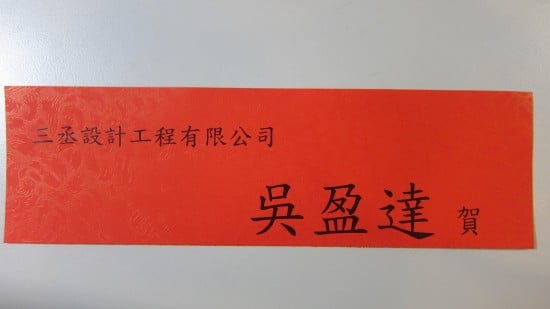 三丞設計工程有限公司
吳盈達 賀